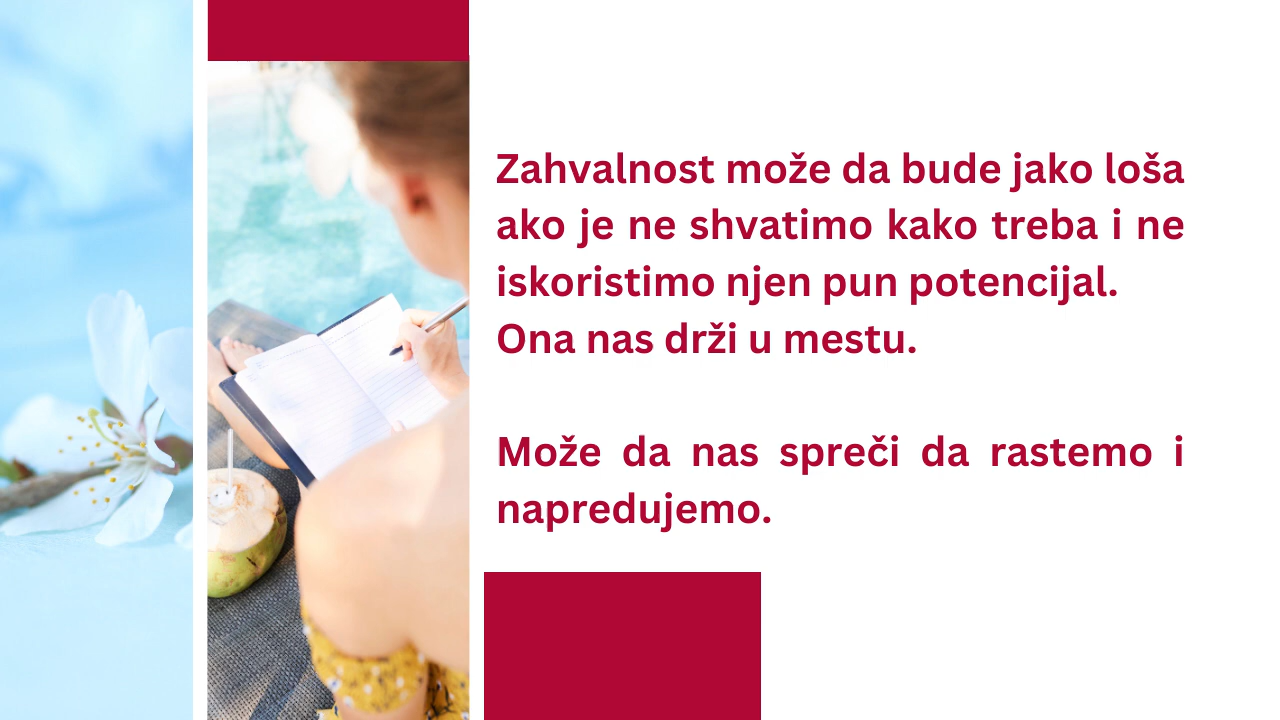 Zahvalnost može da bude jako loša
ako je ne shvatimo kako treba i ne
iskoristimo njen pun potencijal.
Ona nas drži u mestu.
Može da nas spreči da rastemo i
napredujemo.